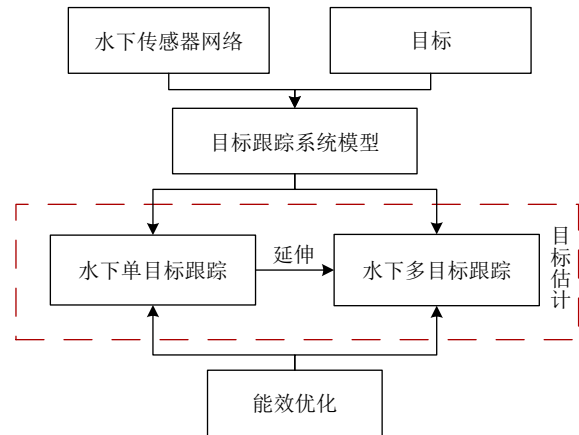 水下传感器网络
目标
目标跟踪系统模型
水下单目标跟踪
延伸
水下多目标跟踪
目标估计
能效优化